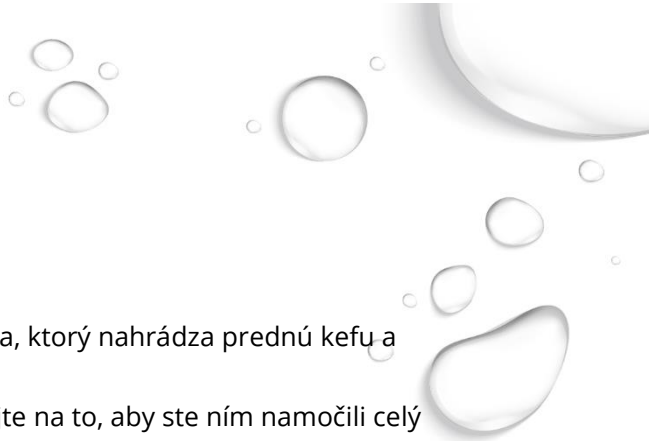 a, ktorý nahrádza prednú kefu a
te na to, aby ste ním namočili celý